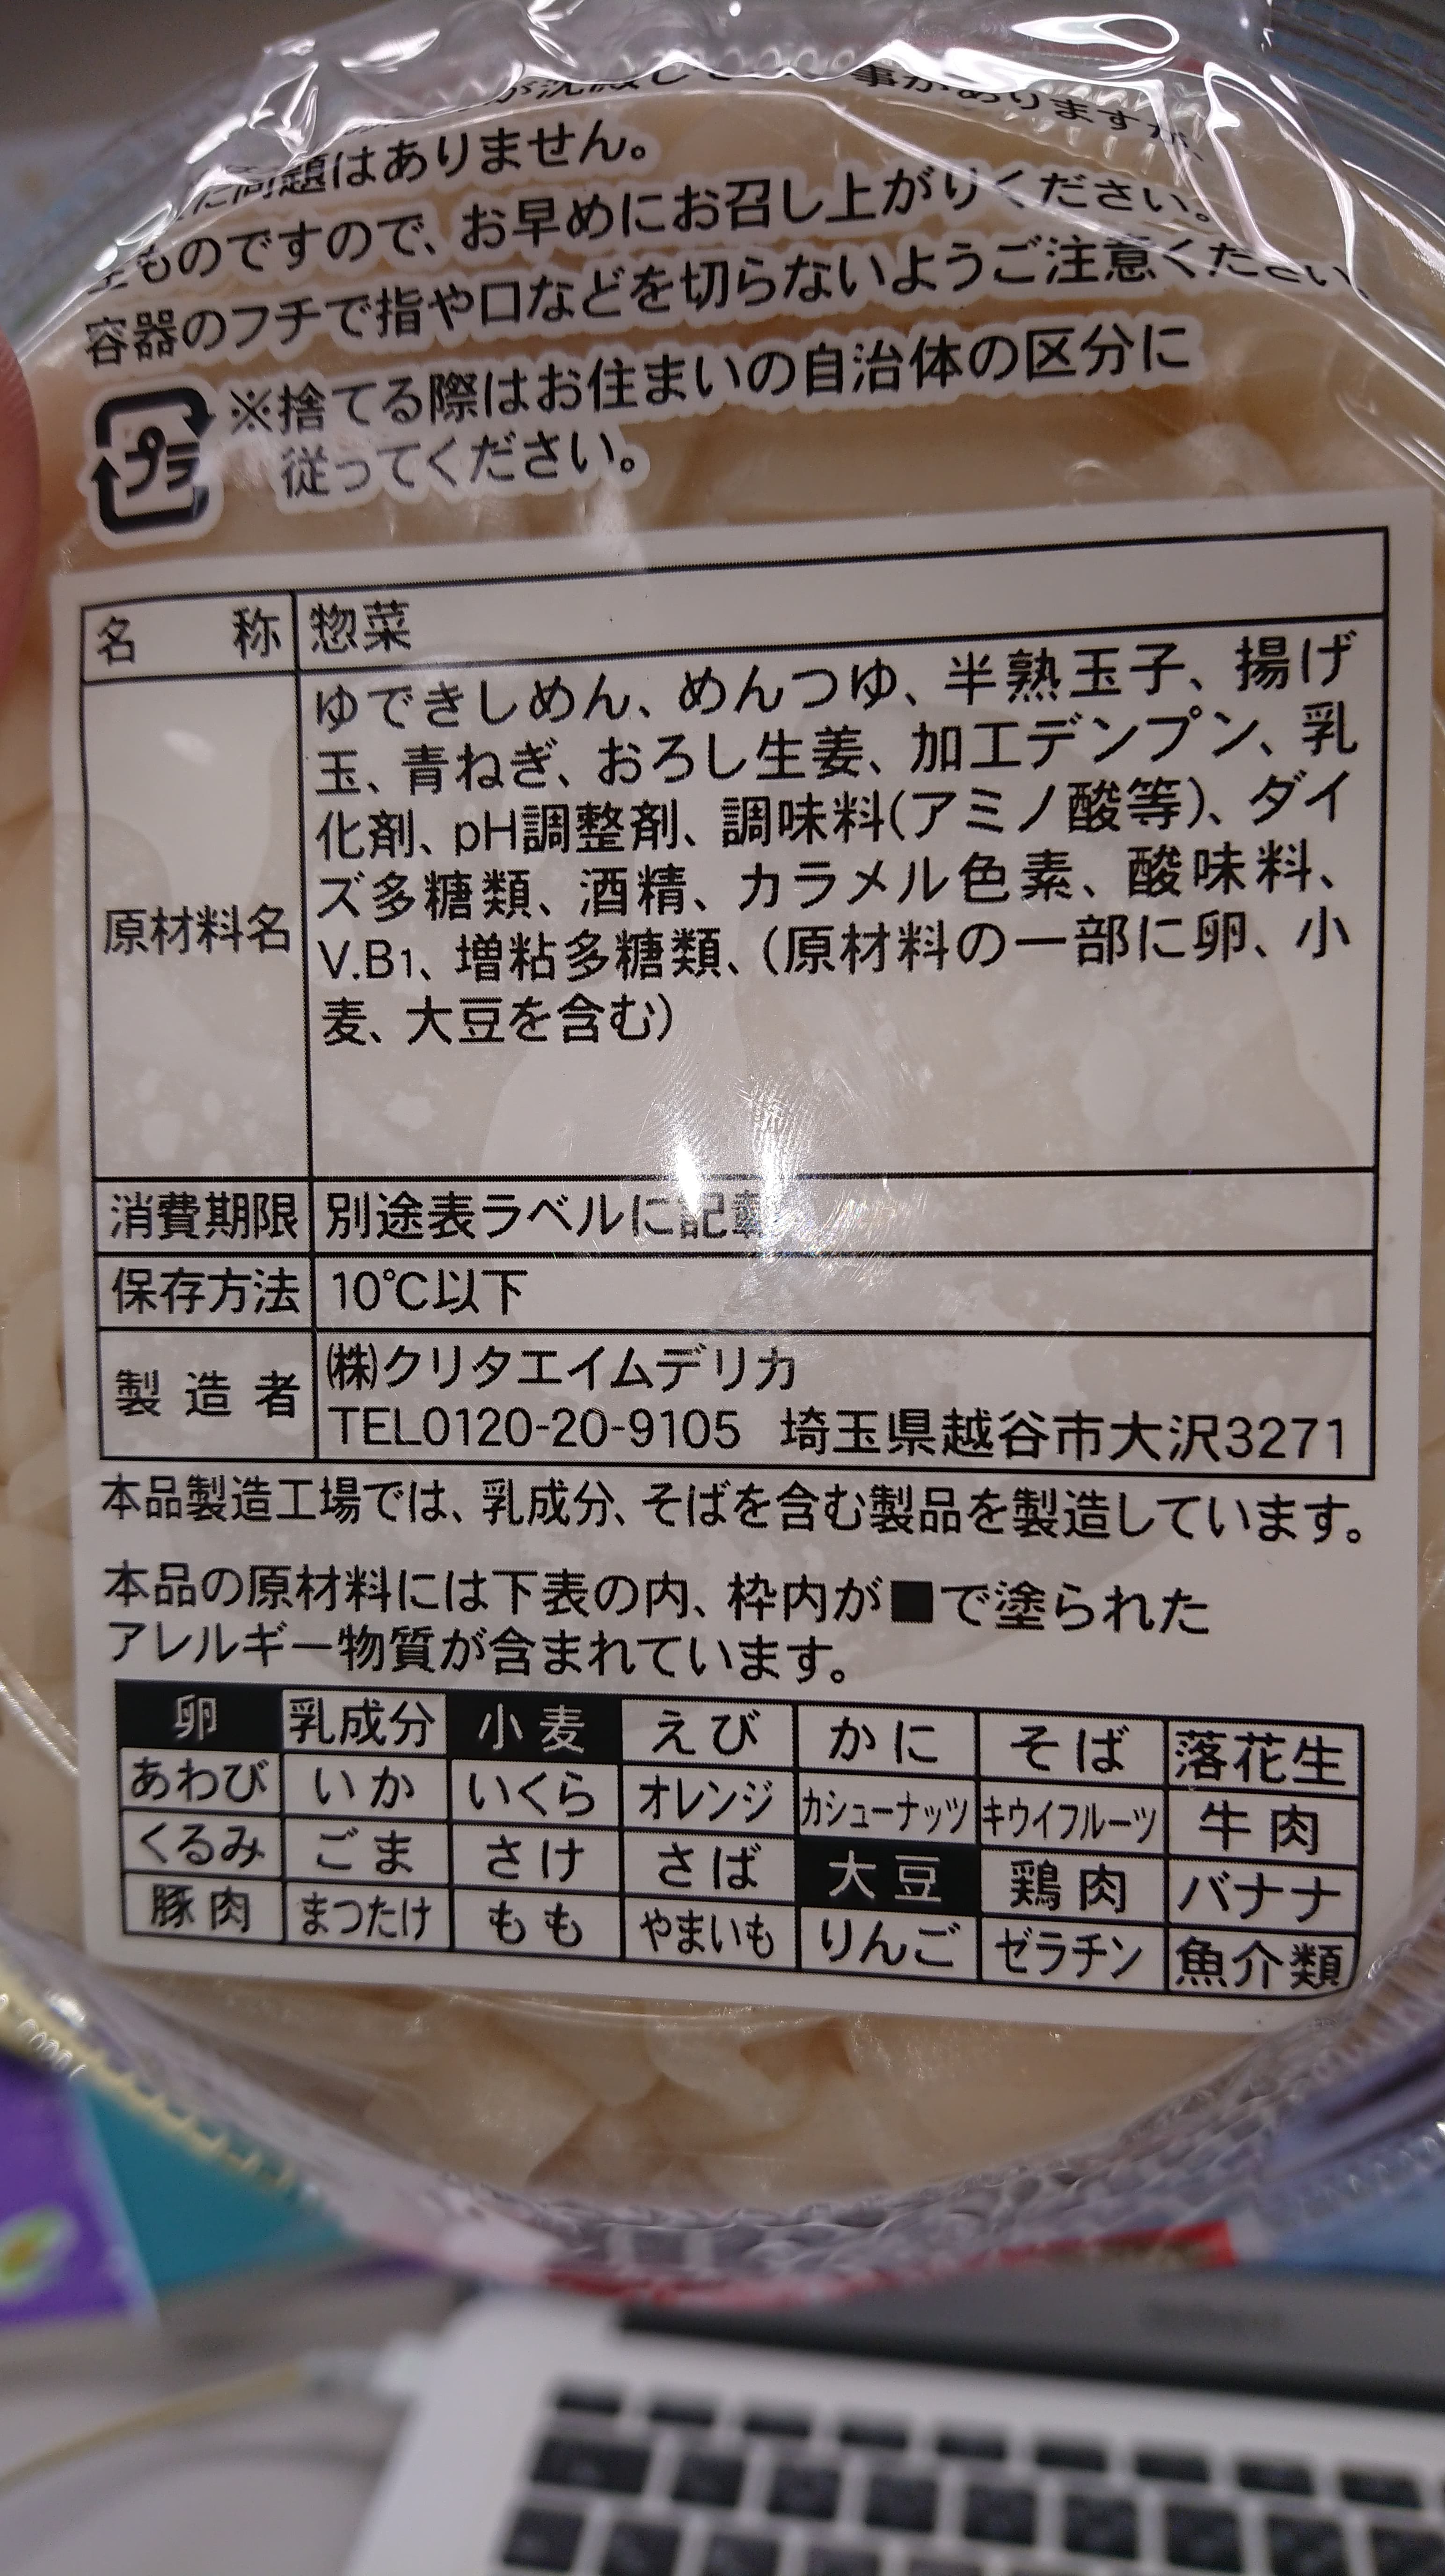 事がありますが、
問題はありません。
ものですので、お早めにお召し上がりください。
容器のフチで指や口などを切らないようご注意ください
プラ ※捨てる際はお住まいの自治体の区分に
従ってください。
名 称 惣菜
原材料名 ゆできしめん、めんつゆ、半熟玉子、揚げ
玉、青ねぎ、おろし生姜、加工デンプン、乳
化剤、pH調整剤、調味料(アミノ酸等)、ダイ
ズ多糖類、酒精、カラメル色素、酸味料、
V.B1、増粘多糖類、(原材料の一部に卵、小
麦、大豆を含む)
消費期限 別途表ラベルに記載
保存方法 10℃以下
製造者 ㈱クリタエイムデリカ
TEL0120-20-9105 埼玉県越谷市大沢3271
本品製造工場では、乳成分、そばを含む製品を製造しています。
本品の原材料には下表の内、枠内が■で塗られた
アレルギー物質が含まれています。
卵 乳成分 小麦 えび かに そば 落花生
あわび いか いくら オレンジ カシューナッツ キウイフルーツ 牛肉
くるみ ごま さけ さば 大豆 鶏肉 バナナ
豚肉 まつたけ もも やまいも りんご ゼラチン 魚介類